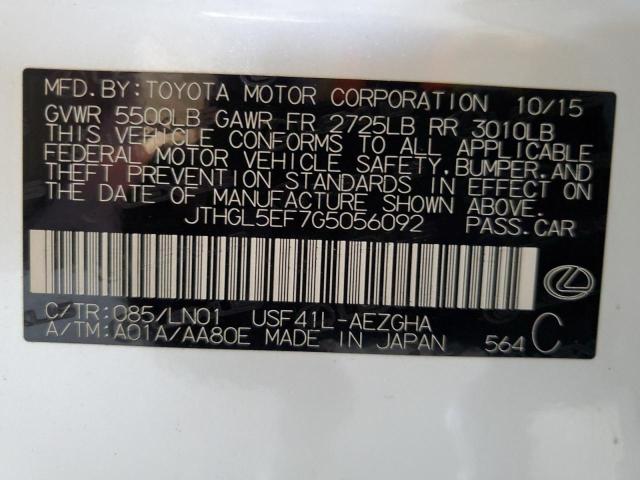 MFD. BY: TOYOTA MOTOR CORPORATION 10/15
GVWR 5500LB GAWR FR 2725LB RR 3010LB
THIS VEHICLE CONFORMS TO ALL APPLICABLE
FEDERAL MOTOR VEHICLE SAFETY, BUMPER, AND
THEFT PREVENTION STANDARDS IN EFFECT ON
THE DATE OF MANUFACTURE SHOWN ABOVE.
JTHGL5EF7G5056092 PASS. CAR
C/TR: 085/LN01 USF41L-AEZGHA
A/TM: A01A/AA80E MADE IN JAPAN 564 C